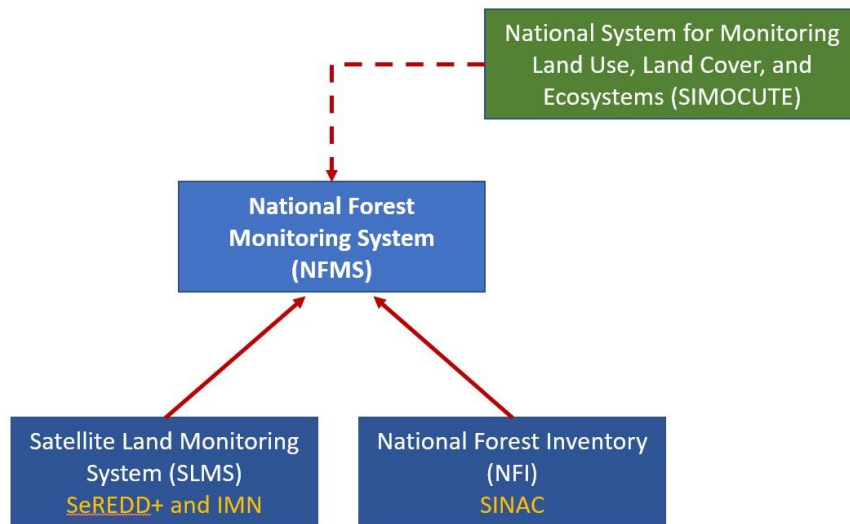 National System for Monitoring
Land Use, Land Cover, and
Ecosystems (SIMOCUTE)
National Forest
Monitoring System
(NFMS)
Satellite Land Monitoring
System (SLMS)
SeREDD+ and IMN
National Forest Inventory
(NFI)
SINAC